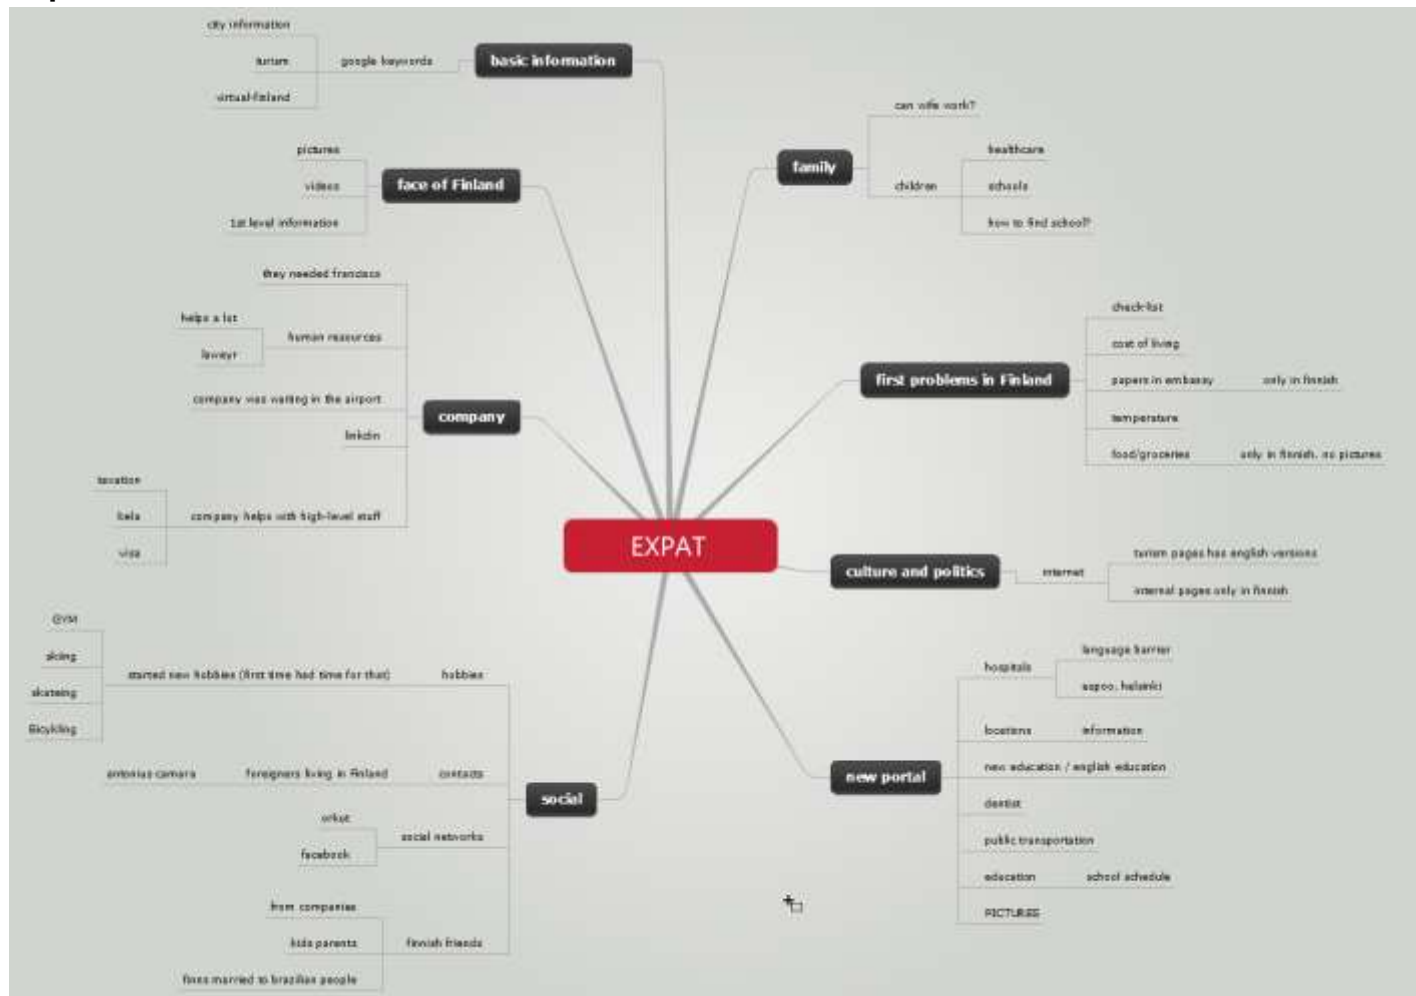 city information
turism
virtual-finland
google keywords
basic information
pictures
videos
1st level information
face of Finland
they needed francisco
helps a lot
laweyr
human resources
company was waiting in the airport
linkdin
taxation
kela
visa
company helps with high-level stuff
company
EXPAT
GYM
skiing
skateing
Bicykling
started new hobbies (first time had time for that)
hobbies
antonius camara
foreigners living in Finland
contacts
orkut
facebook
social networks
from companies
kids parents
finns married to brazilian people
finnish friends
social
family
can wife work?
children
healthcare
schools
how to find school?
first problems in Finland
check-list
cost of living
papers in embassy
only in finnish
temperature
food/groceries
only in finnish, no pictures
culture and politics
internet
turism pages has english versions
internal pages only in finnish
new portal
hospitals
language barrier
espoo, helsinki
locations
information
new education / english education
dentist
public transportation
education
school schedule
PICTURES